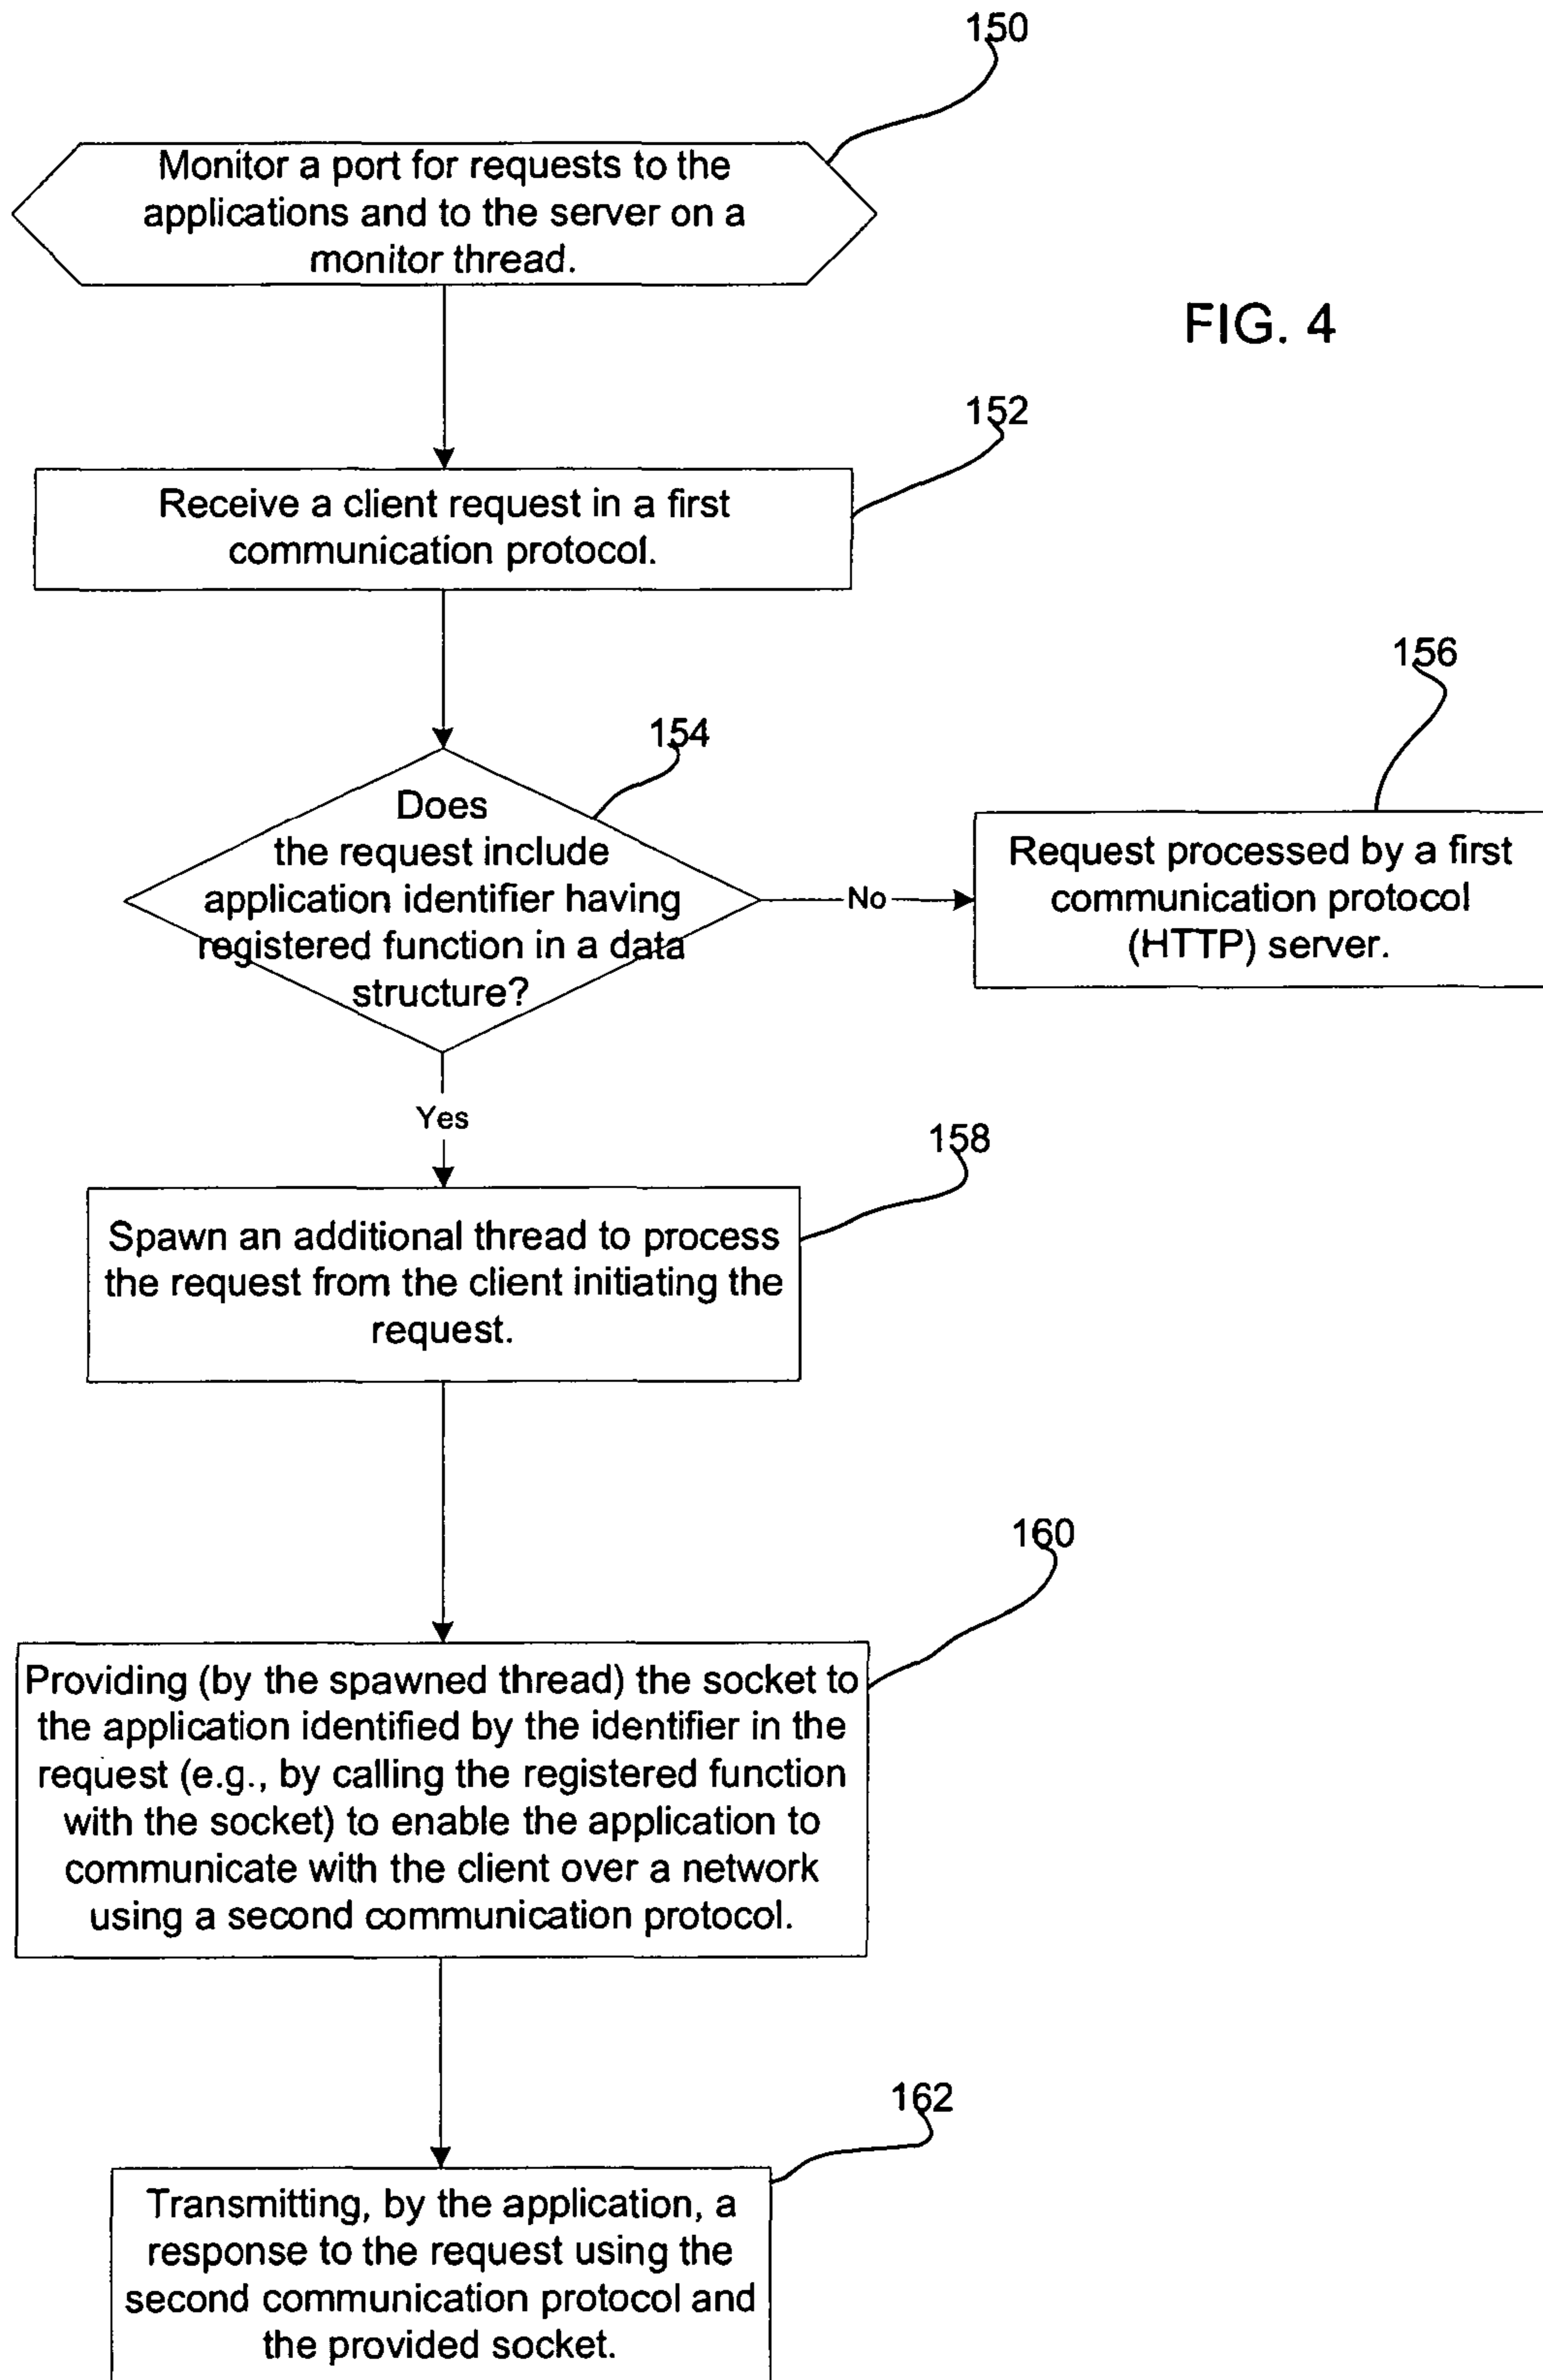 150
Monitor a port for requests to the
applications and to the server on a
monitor thread.
FIG. 4
152
Receive a client request in a first
communication protocol.
156
154
Does
the request include
application identifier having
registered function in a data
structure?
No
Request processed by a first
communication protocol
(HTTP) server.
Yes
158
Spawn an additional thread to process
the request from the client initiating the
request.
160
Providing (by the spawned thread) the socket to
the application identified by the identifier in the
request (e.g., by calling the registered function
with the socket) to enable the application to
communicate with the client over a network
using a second communication protocol.
162
Transmitting, by the application, a
response to the request using the
second communication protocol and
the provided socket.